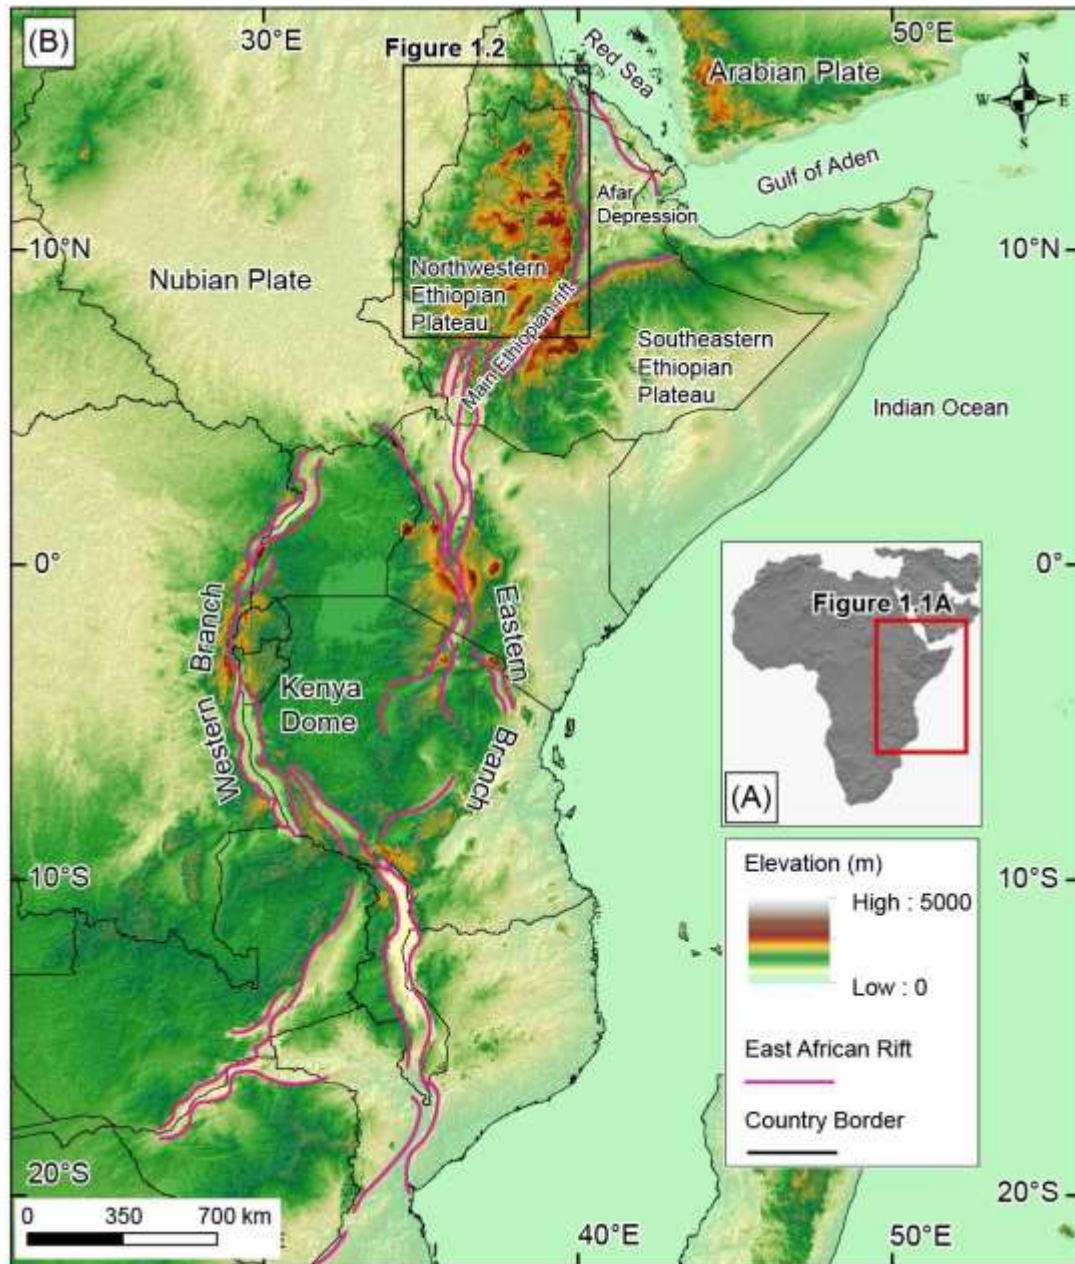 (B)
30°E
50°E
Figure 1.2
Red Sea
Arabian Plate
N
W
E
S
Gulf of Aden
Afar
Depression
10°N
10°N
Nubian Plate
Northwestern
Ethiopian
Plateau
Main Ethiopian rift
Southeastern
Ethiopian
Plateau
Indian Ocean
0°
0°
Figure 1.1A
(A)
Western Branch
Kenya
Dome
Eastern Branch
10°S
10°S
Elevation (m)
High : 5000
Low : 0
East African Rift
Country Border
20°S
20°S
0 350 700 km
40°E
50°E